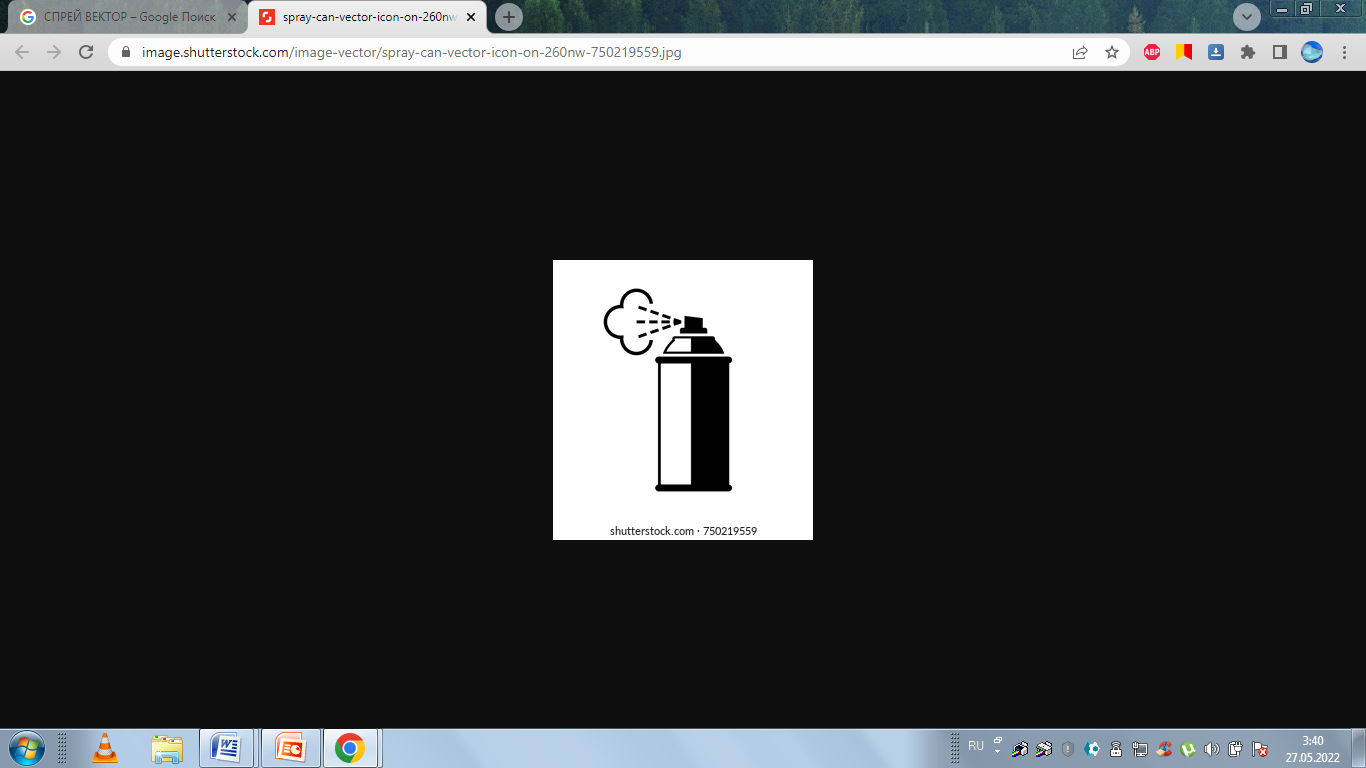 СПРЕЙ ВЕКТОР – Google Поиск
spray-can-vector-icon-on-260nw-
image.shutterstock.com/image-vector/spray-can-vector-icon-on-260nw-750219559.jpg
ABP
shutterstock.com · 750219559
RU
3:40
27.05.2022